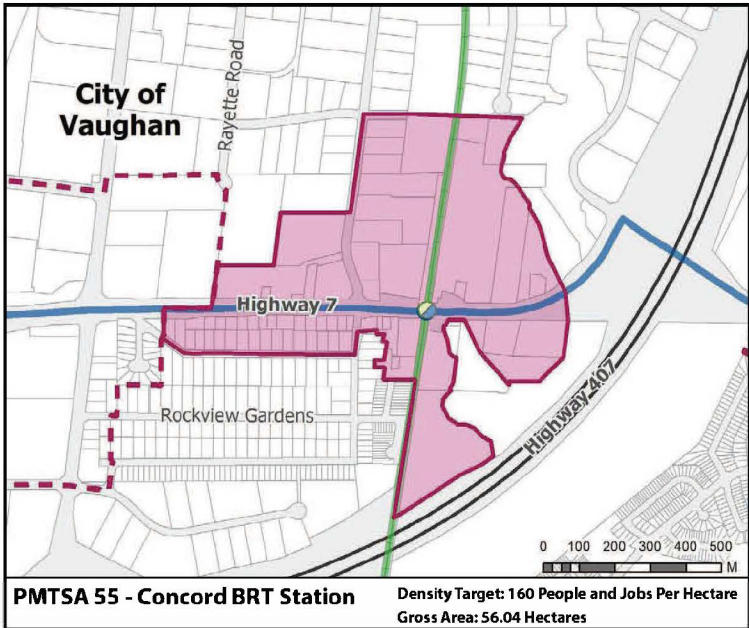 City of
Vaughan
Rayette Road
Highway 7
Rockview Gardens
Highway 407
0 100 200 300 400 500
M
PMTSA 55 - Concord BRT Station
Density Target: 160 People and Jobs Per Hectare
Gross Area: 56.04 Hectares